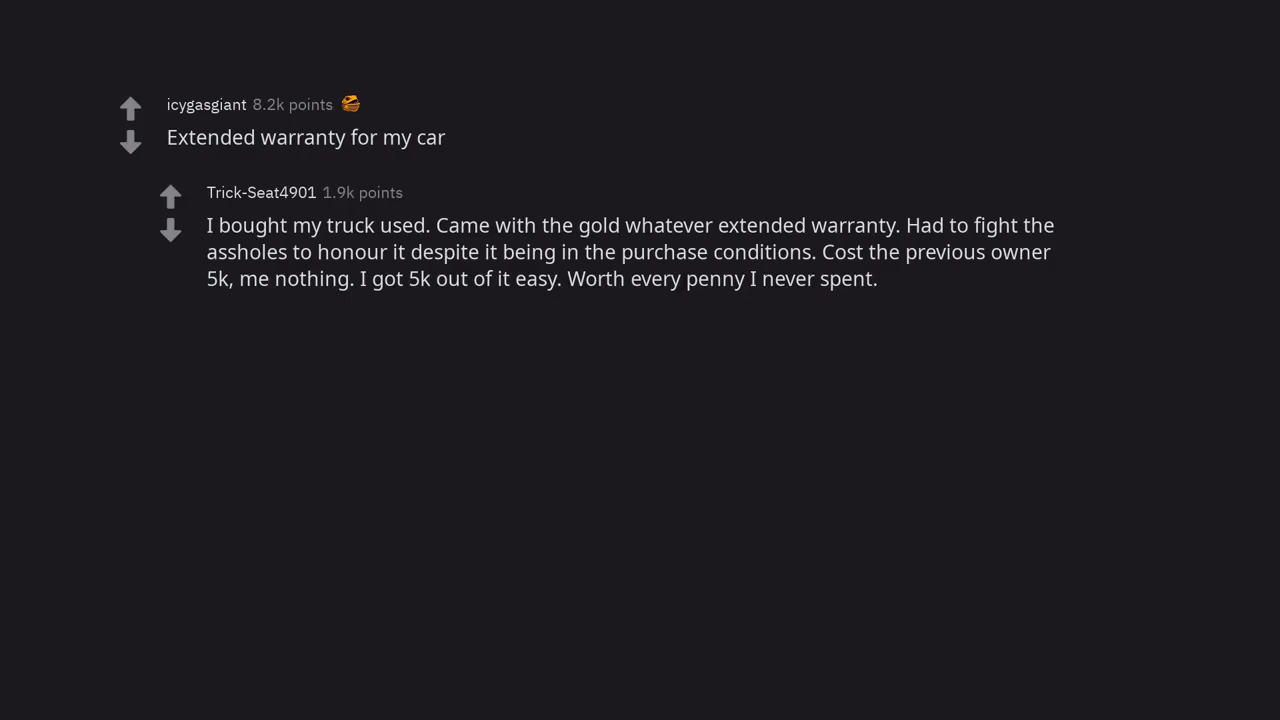 icygasgiant 8.2k points
Extended warranty for my car
Trick-Seat4901 1.9k points
I bought my truck used. Came with the gold whatever extended warranty. Had to fight the
assholes to honour it despite it being in the purchase conditions. Cost the previous owner
5k, me nothing. I got 5k out of it easy. Worth every penny I never spent.